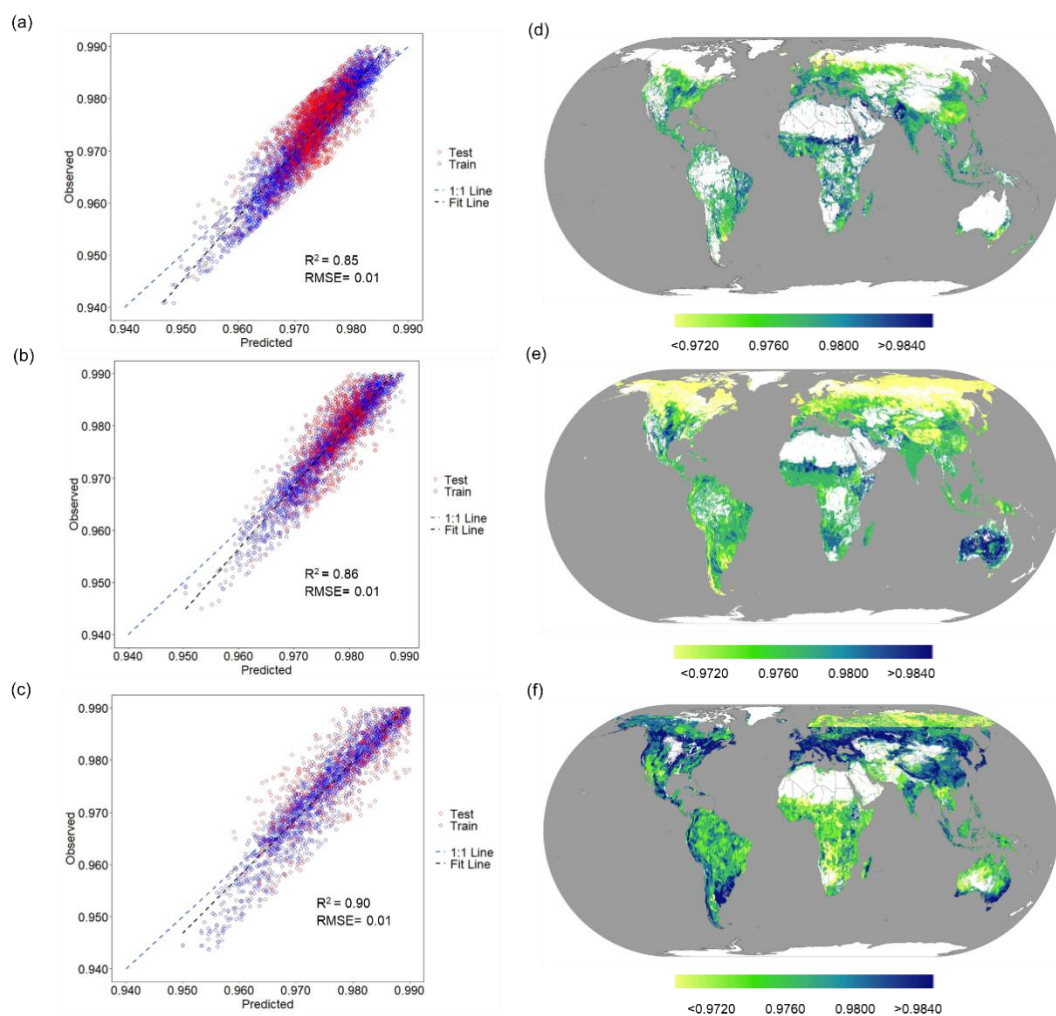 (a)
0.990
0.980
0.970
0.960
0.950
0.940
Observed
0.940 0.950 0.960 0.970 0.980 0.990
Predicted
R² = 0.85
RMSE= 0.01
Test
Train
1:1 Line
Fit Line
(d)
<0.9720 0.9760 0.9800 >0.9840
(b)
0.990
0.980
0.970
0.960
0.950
0.940
Observed
0.940 0.950 0.960 0.970 0.980 0.990
Predicted
R² = 0.86
RMSE= 0.01
Test
Train
1:1 Line
Fit Line
(e)
<0.9720 0.9760 0.9800 >0.9840
(c)
0.990
0.980
0.970
0.960
0.950
0.940
Observed
0.940 0.950 0.960 0.970 0.980 0.990
Predicted
R² = 0.90
RMSE= 0.01
Test
Train
1:1 Line
Fit Line
(f)
<0.9720 0.9760 0.9800 >0.9840